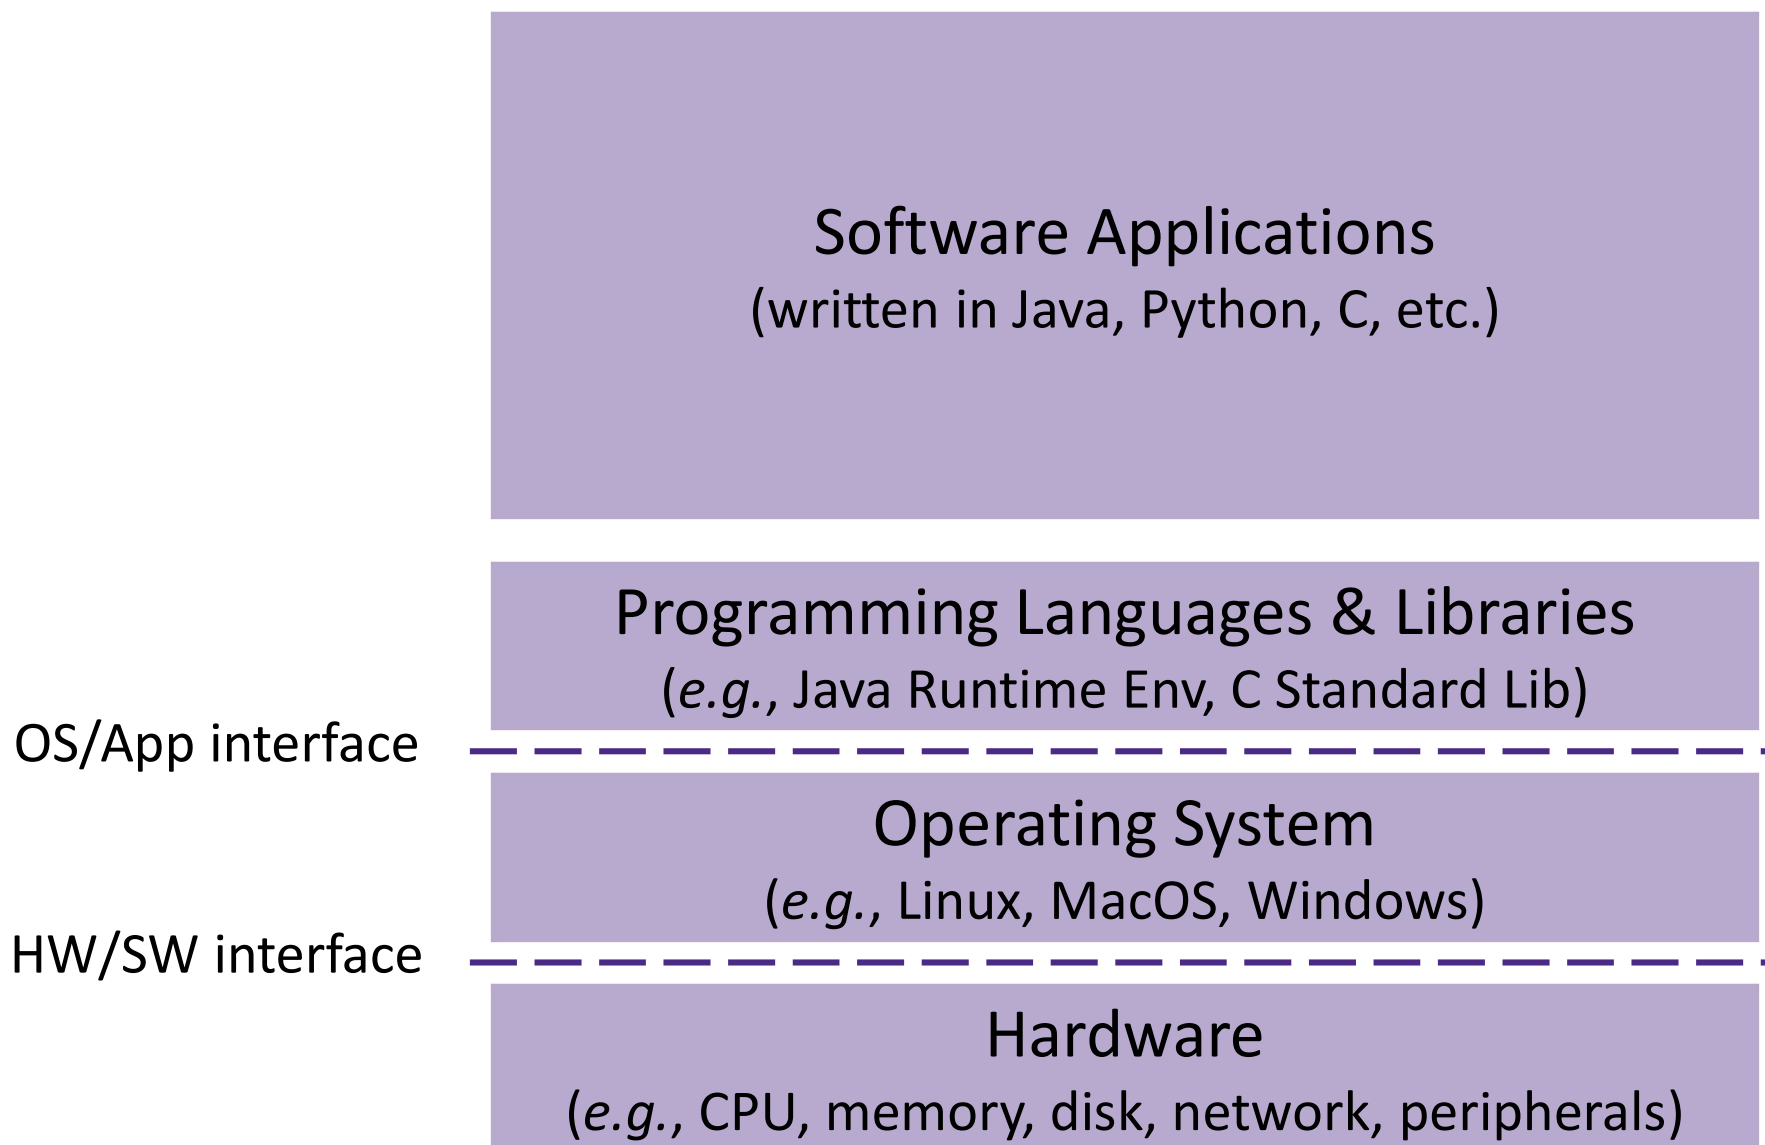 Software Applications
(written in Java, Python, C, etc.)
Programming Languages & Libraries
(e.g., Java Runtime Env, C Standard Lib)
OS/App interface
Operating System
(e.g., Linux, MacOS, Windows)
HW/SW interface
Hardware
(e.g., CPU, memory, disk, network, peripherals)